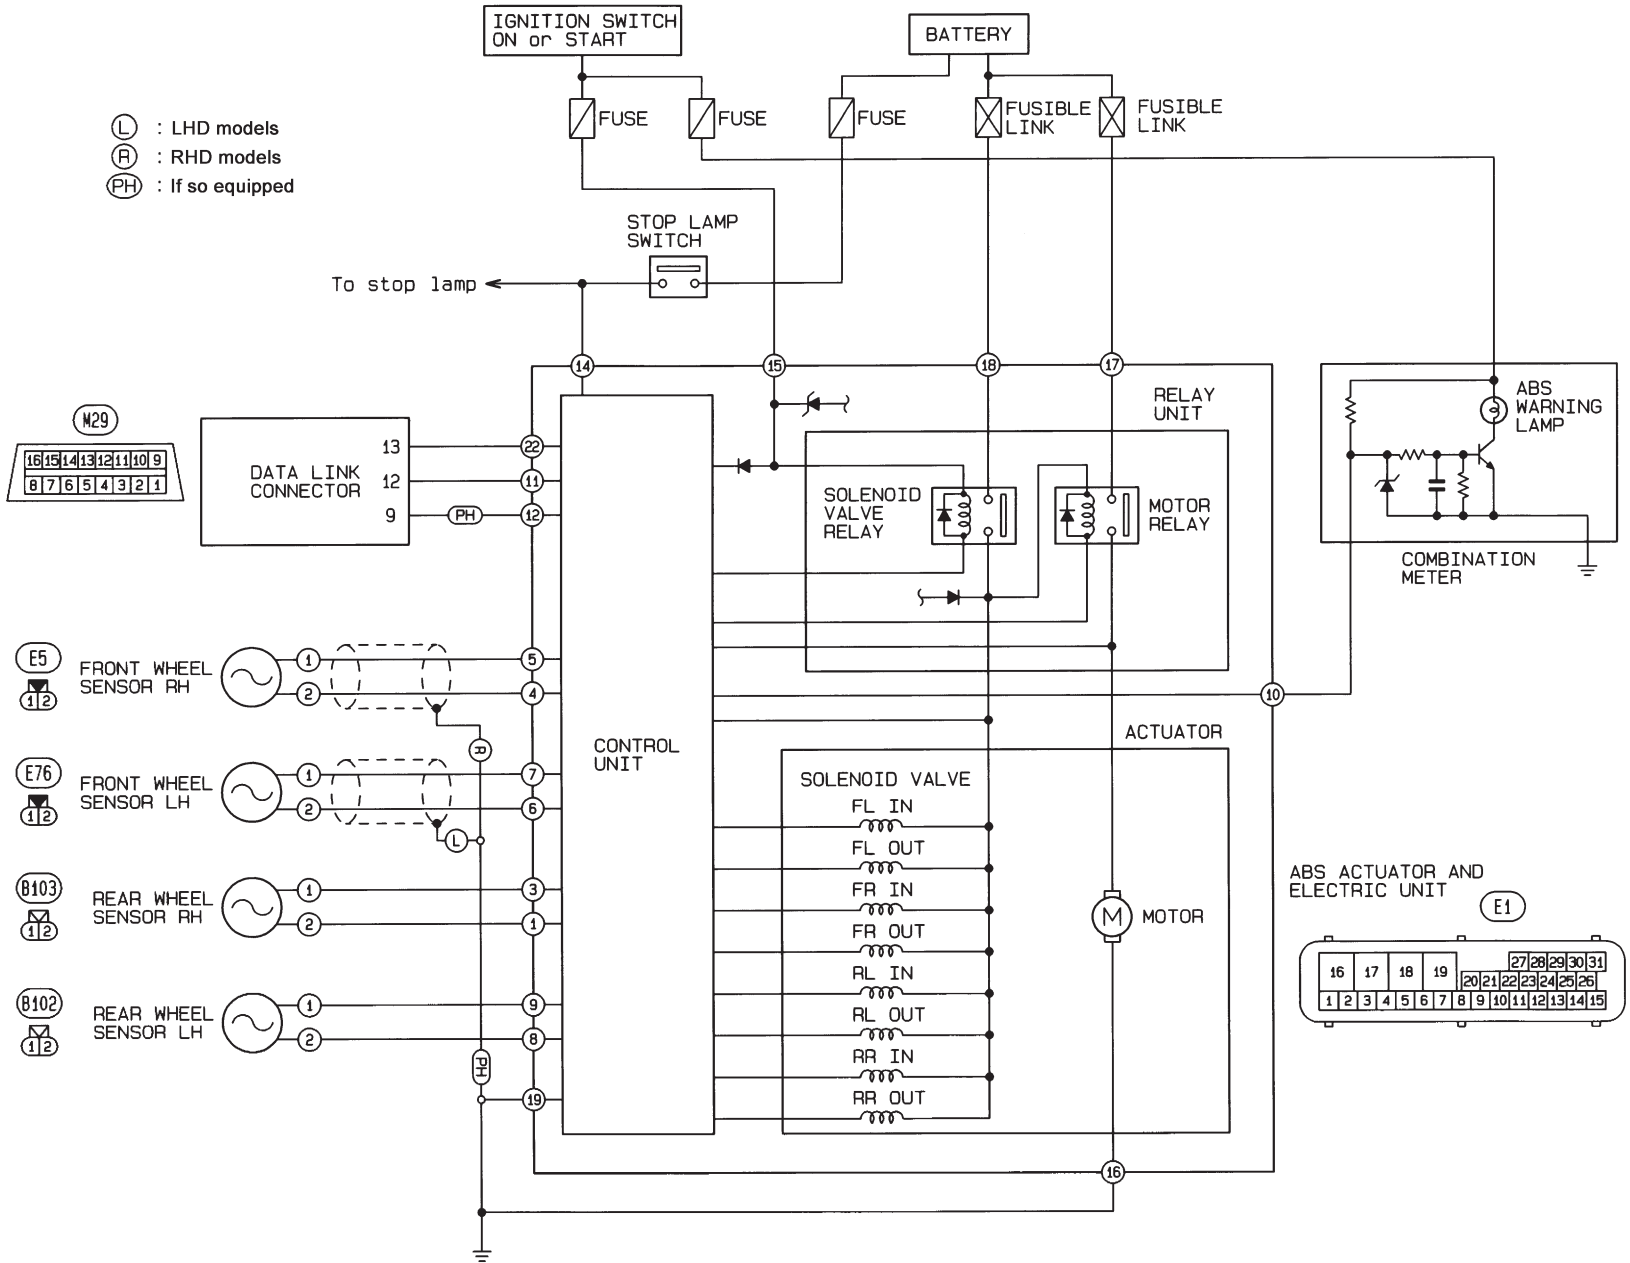 IGNITION SWITCH
ON or START
BATTERY
FUSE
FUSE
FUSE
FUSIBLE
LINK
FUSIBLE
LINK
L : LHD models
R : RHD models
PH : If so equipped
STOP LAMP
SWITCH
To stop lamp
14
15
18
17
RELAY
UNIT
ABS
WARNING
LAMP
M29
16 15 14 13 12 11 10 9
8 7 6 5 4 3 2 1
DATA LINK
CONNECTOR
13
12
9
PH
22
11
12
SOLENOID
VALVE
RELAY
MOTOR
RELAY
COMBINATION
METER
E5
1 2
FRONT WHEEL
SENSOR RH
1
2
5
4
10
R
CONTROL
UNIT
ACTUATOR
E76
1 2
FRONT WHEEL
SENSOR LH
1
2
7
6
L
SOLENOID VALVE
FL IN
FL OUT
FR IN
FR OUT
RL IN
RL OUT
RR IN
RR OUT
M
MOTOR
B103
1 2
REAR WHEEL
SENSOR RH
1
2
3
1
B102
1 2
REAR WHEEL
SENSOR LH
1
2
9
8
PH
19
16
ABS ACTUATOR AND
ELECTRIC UNIT
E1
16 17 18 19
27 28 29 30 31
20 21 22 23 24 25 26
1 2 3 4 5 6 7 8 9 10 11 12 13 14 15